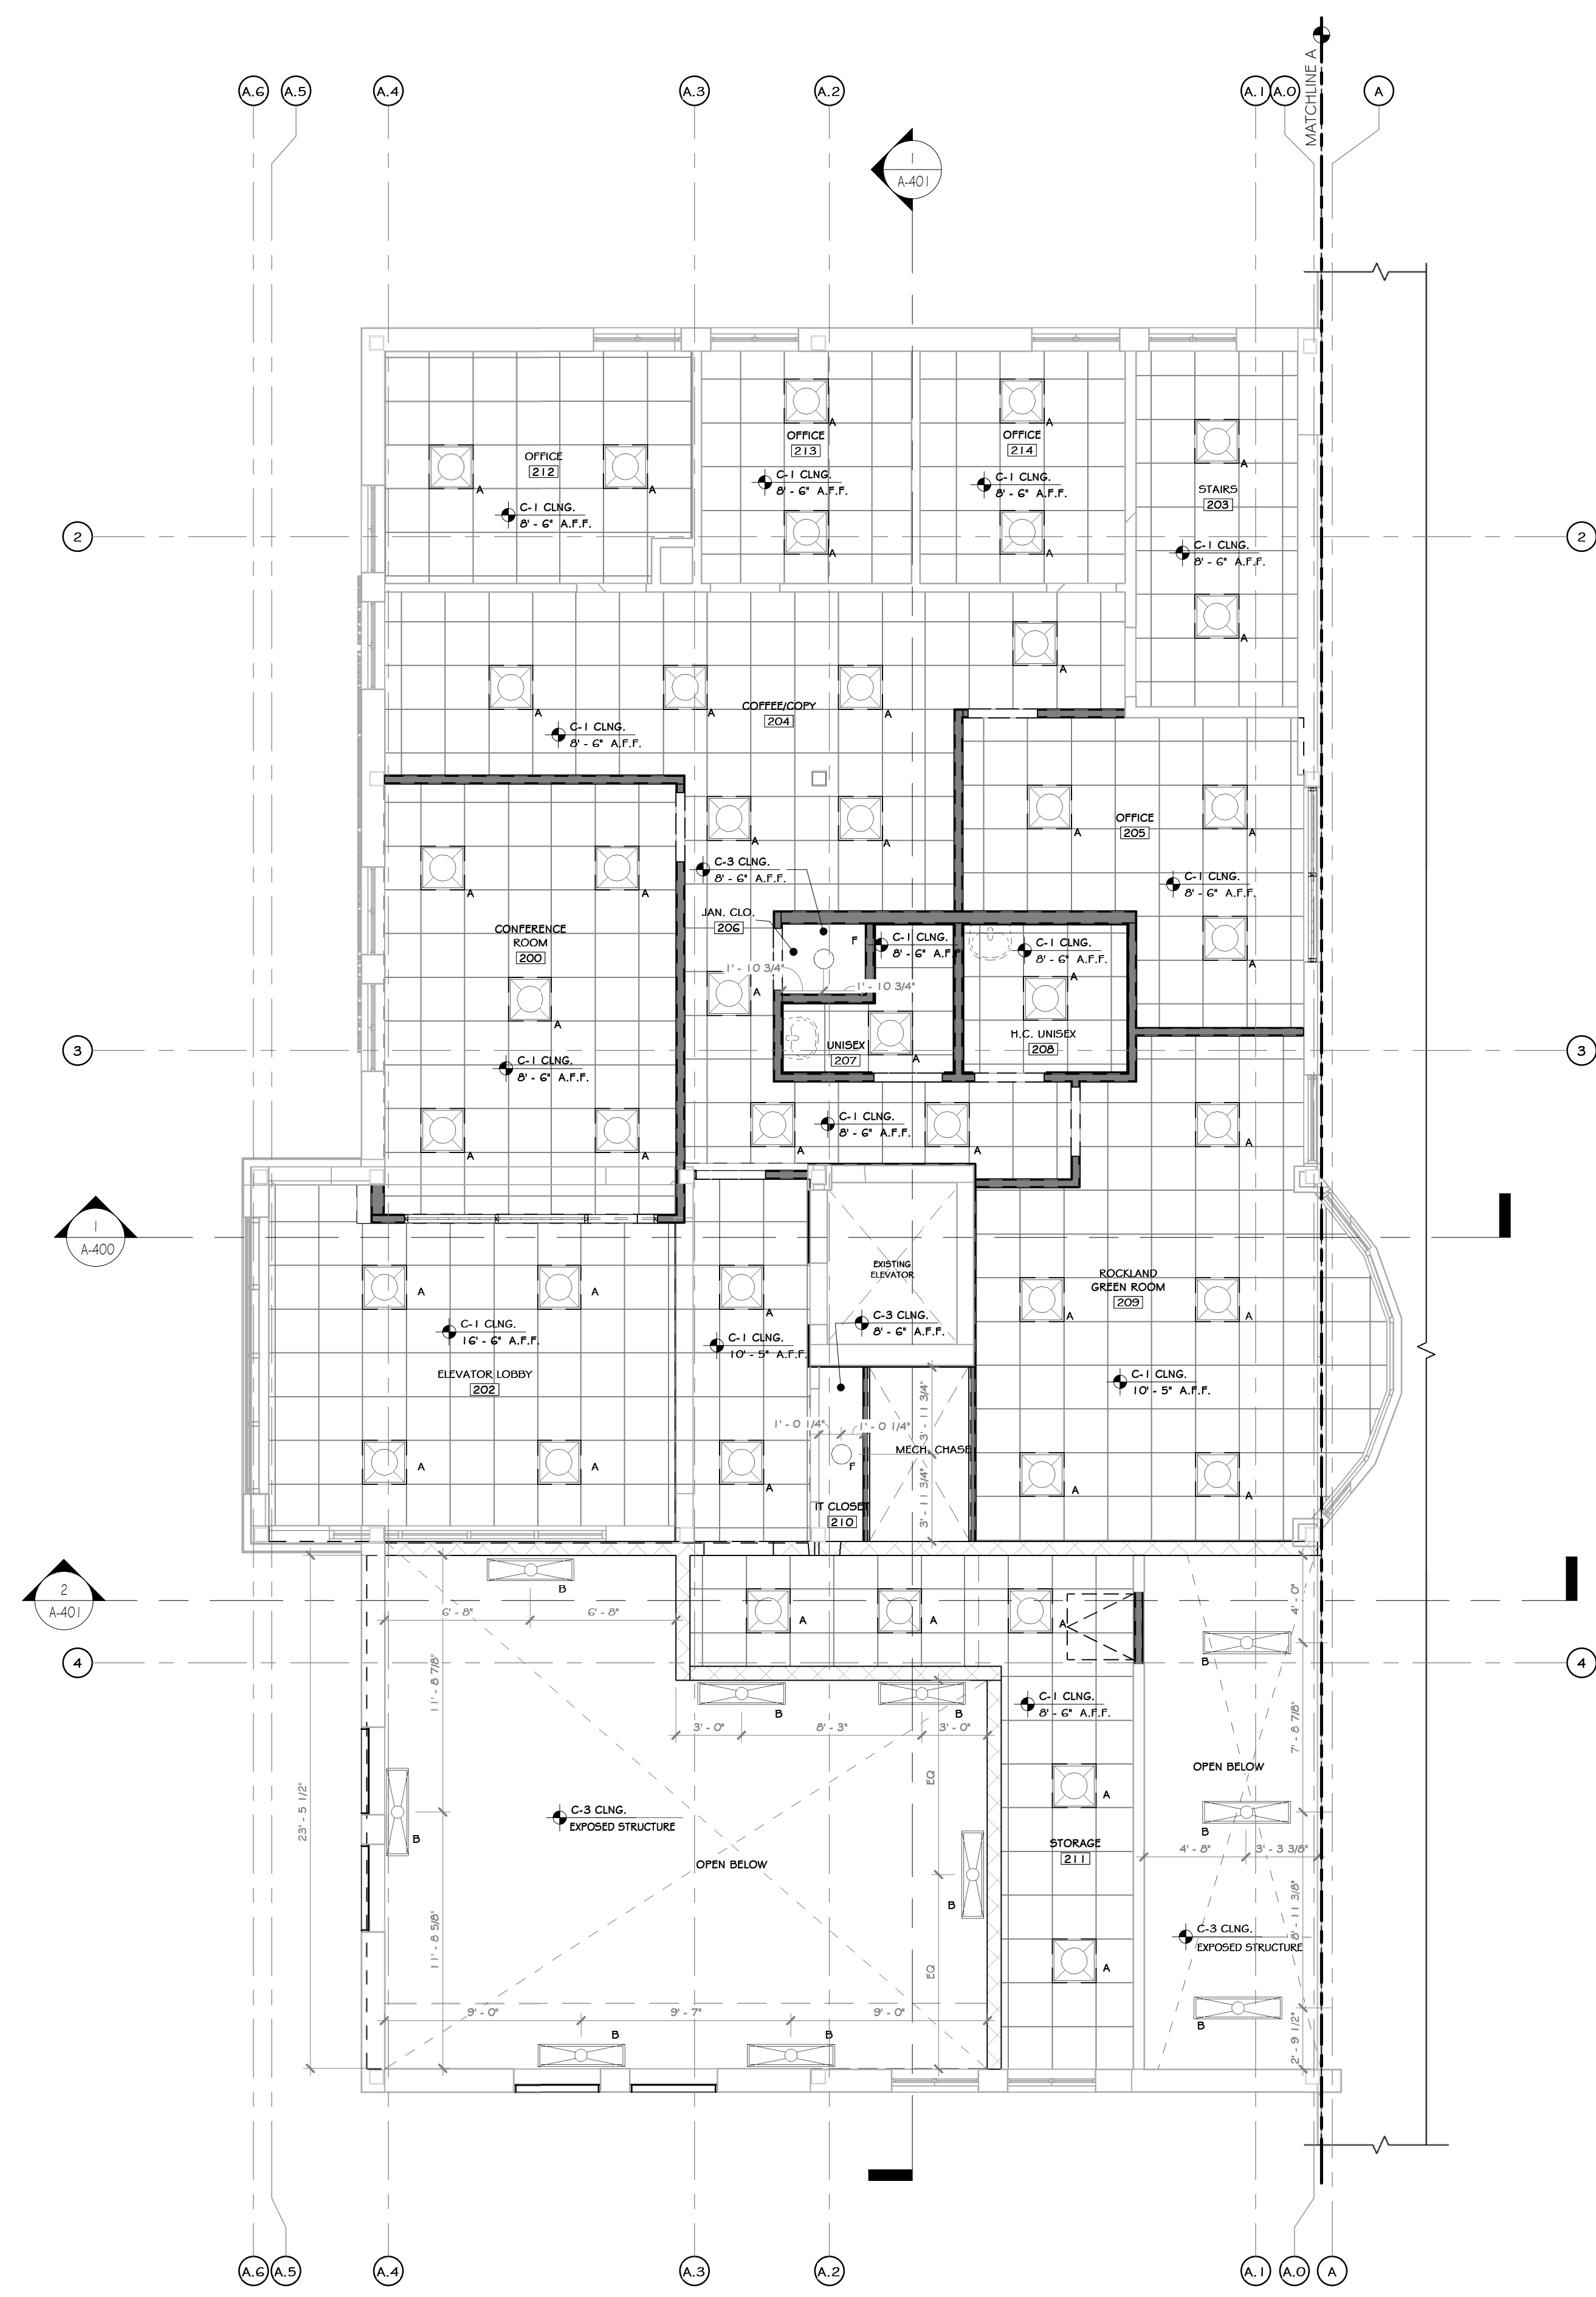 MATCHLINE A
A.6
A.5
A.4
A.3
A.2
A.1
A.0
A
1
A-401
OFFICE
212
C-1 CLNG.
8' - 6" A.F.F.
A
A
OFFICE
213
C-1 CLNG.
8' - 6" A.F.F.
A
A
OFFICE
214
C-1 CLNG.
8' - 6" A.F.F.
A
A
STAIRS
203
C-1 CLNG.
8' - 6" A.F.F.
A
A
2
2
COFFEE/COPY
204
C-1 CLNG.
8' - 6" A.F.F.
A
A
A
A
A
A
A
OFFICE
205
C-1 CLNG.
8' - 6" A.F.F.
A
A
A
C-3 CLNG.
8' - 6" A.F.F.
JAN. CLO.
206
F
1' - 10 3/4"
1' - 10 3/4"
C-1 CLNG.
8' - 6" A.F.F.
UNISEX
207
A
C-1 CLNG.
8' - 6" A.F.F.
A
H.C. UNISEX
208
CONFERENCE
ROOM
200
C-1 CLNG.
8' - 6" A.F.F.
A
A
A
A
A
3
3
C-1 CLNG.
8' - 6" A.F.F.
A
A
1
A-400
C-1 CLNG.
16' - 6" A.F.F.
ELEVATOR LOBBY
202
A
A
A
A
C-1 CLNG.
10' - 5" A.F.F.
A
A
EXISTING
ELEVATOR
C-3 CLNG.
8' - 6" A.F.F.
1' - 0 1/4"
1' - 0 1/4"
F
IT CLOSET
210
MECH. CHASE
3' - 11 3/4"
3' - 11 3/4"
ROCKLAND
GREEN ROOM
209
C-1 CLNG.
10' - 5" A.F.F.
A
A
A
A
A
2
A-401
4
4
B
6' - 8"
6' - 8"
11' - 8 7/8"
11' - 8 5/8"
23' - 5 1/2"
B
B
B
3' - 0"
8' - 3"
3' - 0"
EQ
EQ
B
C-3 CLNG.
EXPOSED STRUCTURE
OPEN BELOW
9' - 0"
9' - 7"
9' - 0"
B
B
A
A
A
C-1 CLNG.
8' - 6" A.F.F.
A
STORAGE
211
A
4' - 0"
B
7' - 8 7/8"
OPEN BELOW
B
4' - 8"
3' - 3 3/8"
8' - 11 3/8"
C-3 CLNG.
EXPOSED STRUCTURE
B
2' - 9 1/2"
A.6
A.5
A.4
A.3
A.2
A.1
A.0
A